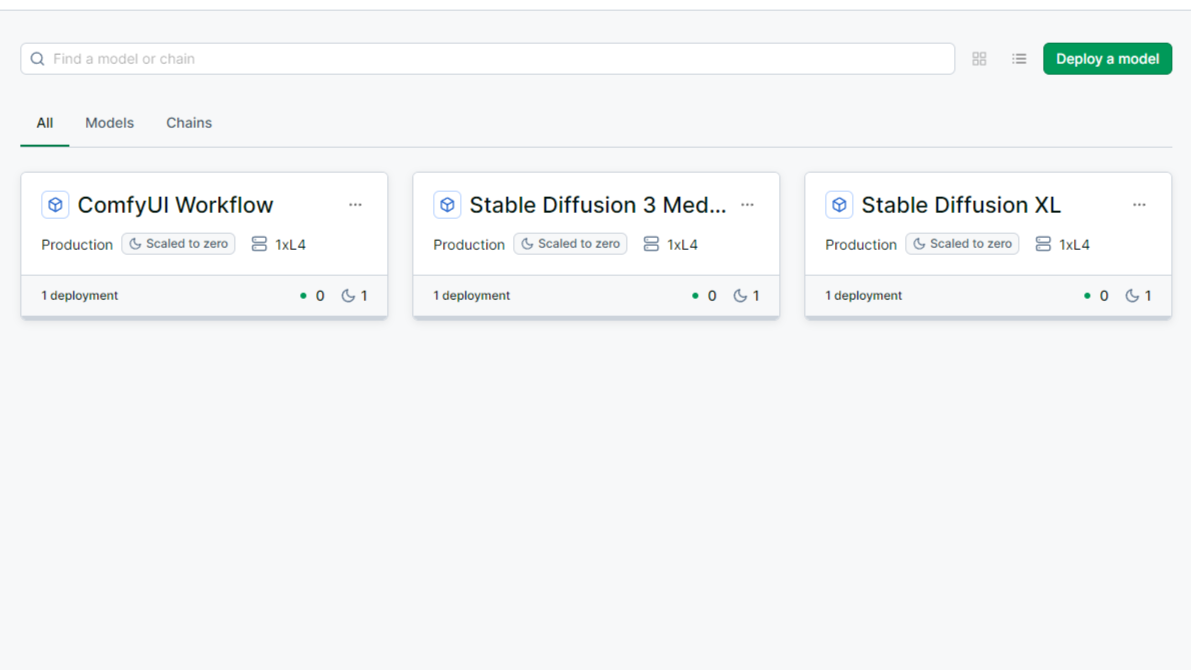 Find a model or chain
Deploy a model
All Models Chains
ComfyUI Workflow ...
Production Scaled to zero 1xL4
1 deployment 0 1
Stable Diffusion 3 Med... ...
Production Scaled to zero 1xL4
1 deployment 0 1
Stable Diffusion XL ...
Production Scaled to zero 1xL4
1 deployment 0 1